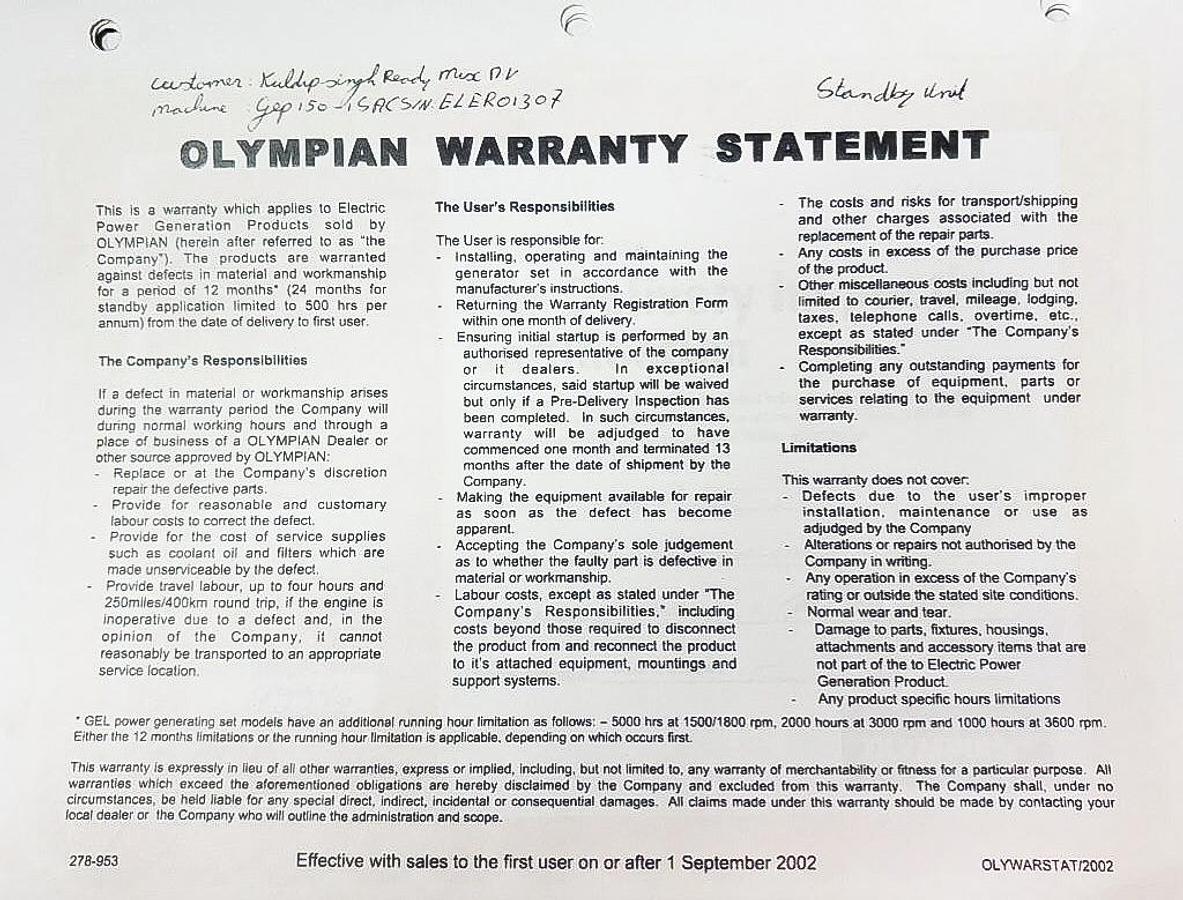 Customer: Kuldip singh Ready Mix
Standby Unit
Machine : Gep 150 - S/N. ELER01307
OLYMPIAN WARRANTY STATEMENT
This is a warranty which applies to Electric
Power Generation Products sold by
OLYMPIAN (herein after referred to as "the
Company"). The products are warranted
against defects in material and workmanship
for a period of 12 months* (24 months for
standby application limited to 500 hrs per
annum) from the date of delivery to first user.
The Company's Responsibilities
If a defect in material or workmanship arises
during the warranty period the Company will
during normal working hours and through a
place of business of a OLYMPIAN Dealer or
other source approved by OLYMPIAN:
- Replace or at the Company's discretion
repair the defective parts.
- Provide for reasonable and customary
labour costs to correct the defect.
- Provide for the cost of service supplies
such as coolant oil and filters which are
made unserviceable by the defect.
- Provide travel labour, up to four hours and
250miles/400km round trip, if the engine is
inoperative due to a defect and, in the
opinion of the Company, it cannot
reasonably be transported to an appropriate
service location.
The User's Responsibilities
The User is responsible for:
- Installing, operating and maintaining the
generator set in accordance with the
manufacturer's instructions.
- Returning the Warranty Registration Form
within one month of delivery.
- Ensuring initial startup is performed by an
authorised representative of the company
or it dealers. In exceptional
circumstances, said startup will be waived
but only if a Pre-Delivery Inspection has
been completed. In such circumstances,
warranty will be adjudged to have
commenced one month and terminated 13
months after the date of shipment by the
Company.
- Making the equipment available for repair
as soon as the defect has become
apparent.
- Accepting the Company's sole judgement
as to whether the faulty part is defective in
material or workmanship.
- Labour costs, except as stated under "The
Company's Responsibilities," including
costs beyond those required to disconnect
the product from and reconnect the product
to it's attached equipment, mountings and
support systems.
- The costs and risks for transport/shipping
and other charges associated with the
replacement of the repair parts.
- Any costs in excess of the purchase price
of the product.
- Other miscellaneous costs including but not
limited to courier, travel, mileage, lodging,
taxes, telephone calls, overtime, etc.,
except as stated under "The Company's
Responsibilities."
- Completing any outstanding payments for
the purchase of equipment, parts or
services relating to the equipment under
warranty.
Limitations
This warranty does not cover:
- Defects due to the user's improper
installation, maintenance or use as
adjudged by the Company
- Alterations or repairs not authorised by the
Company in writing.
- Any operation in excess of the Company's
rating or outside the stated site conditions.
- Normal wear and tear.
- Damage to parts, fixtures, housings,
attachments and accessory items that are
not part of the to Electric Power
Generation Product.
- Any product specific hours limitations
* GEL power generating set models have an additional running hour limitation as follows: – 5000 hrs at 1500/1800 rpm, 2000 hours at 3000 rpm and 1000 hours at 3600 rpm.
Either the 12 months limitations or the running hour limitation is applicable, depending on which occurs first.
This warranty is expressly in lieu of all other warranties, express or implied, including, but not limited to, any warranty of merchantability or fitness for a particular purpose. All
warranties which exceed the aforementioned obligations are hereby disclaimed by the Company and excluded from this warranty. The Company shall, under no
circumstances, be held liable for any special direct, indirect, incidental or consequential damages. All claims made under this warranty should be made by contacting your
local dealer or the Company who will outline the administration and scope.
278-953
Effective with sales to the first user on or after 1 September 2002
OLYWARSTAT/2002